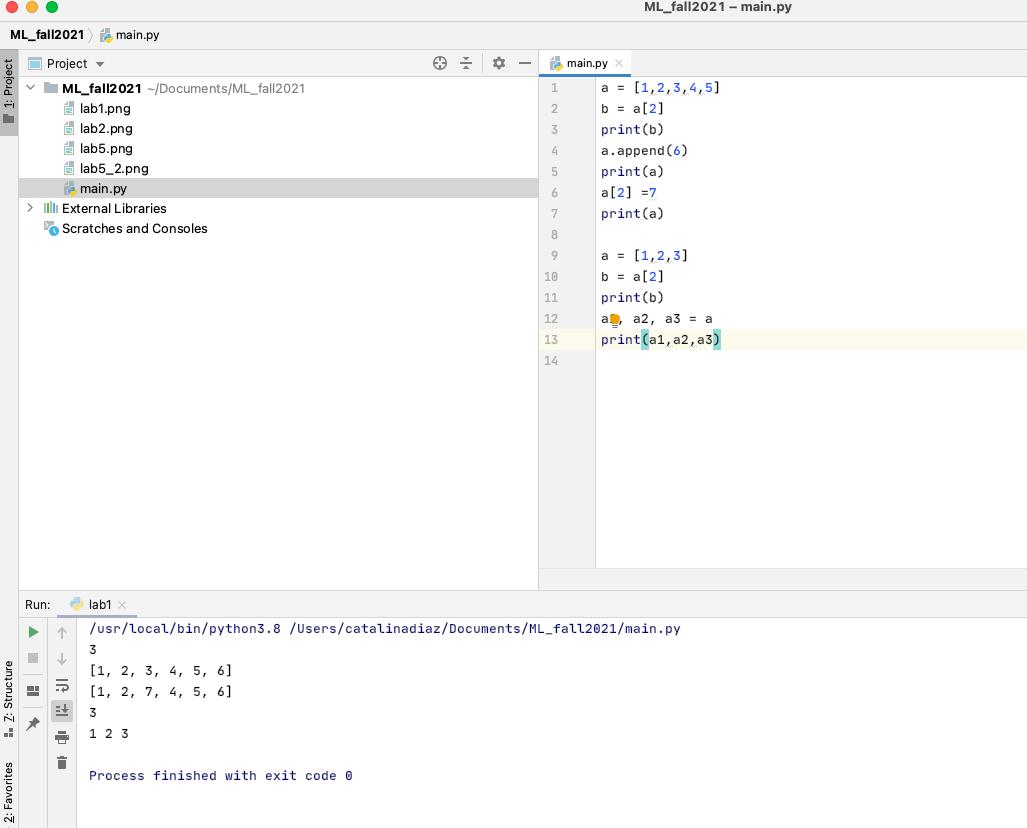 ML_fall2021 – main.py
ML_fall2021 main.py
1: Project
Project
ML_fall2021 ~/Documents/ML_fall2021
lab1.png
lab2.png
lab5.png
lab5_2.png
main.py
External Libraries
Scratches and Consoles
main.py
1 a = [1,2,3,4,5]
2 b = a[2]
3 print(b)
4 a.append(6)
5 print(a)
6 a[2] =7
7 print(a)
8
9 a = [1,2,3]
10 b = a[2]
11 print(b)
12 a1, a2, a3 = a
13 print(a1,a2,a3)
14
Run: lab1
/usr/local/bin/python3.8 /Users/catalinadiaz/Documents/ML_fall2021/main.py
3
[1, 2, 3, 4, 5, 6]
[1, 2, 7, 4, 5, 6]
3
1 2 3
Process finished with exit code 0
7: Structure
2: Favorites